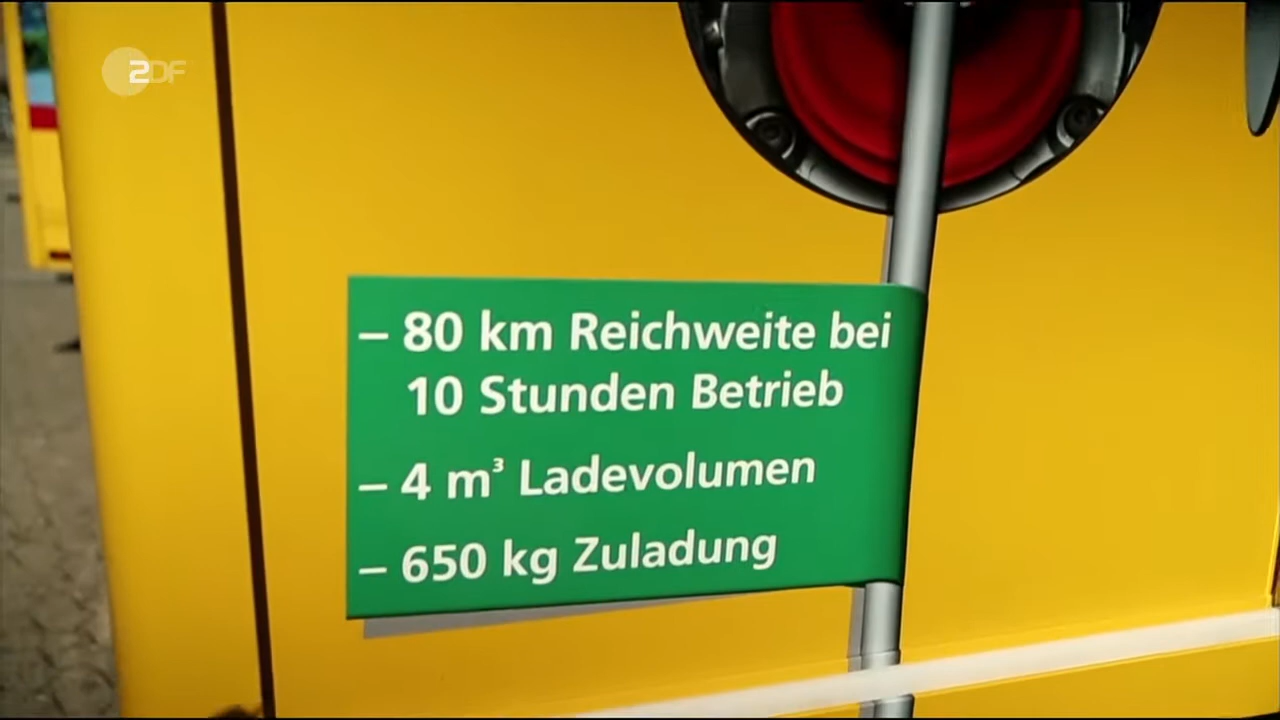 2DF
– 80 km Reichweite bei
10 Stunden Betrieb
– 4 m³ Ladevolumen
– 650 kg Zuladung